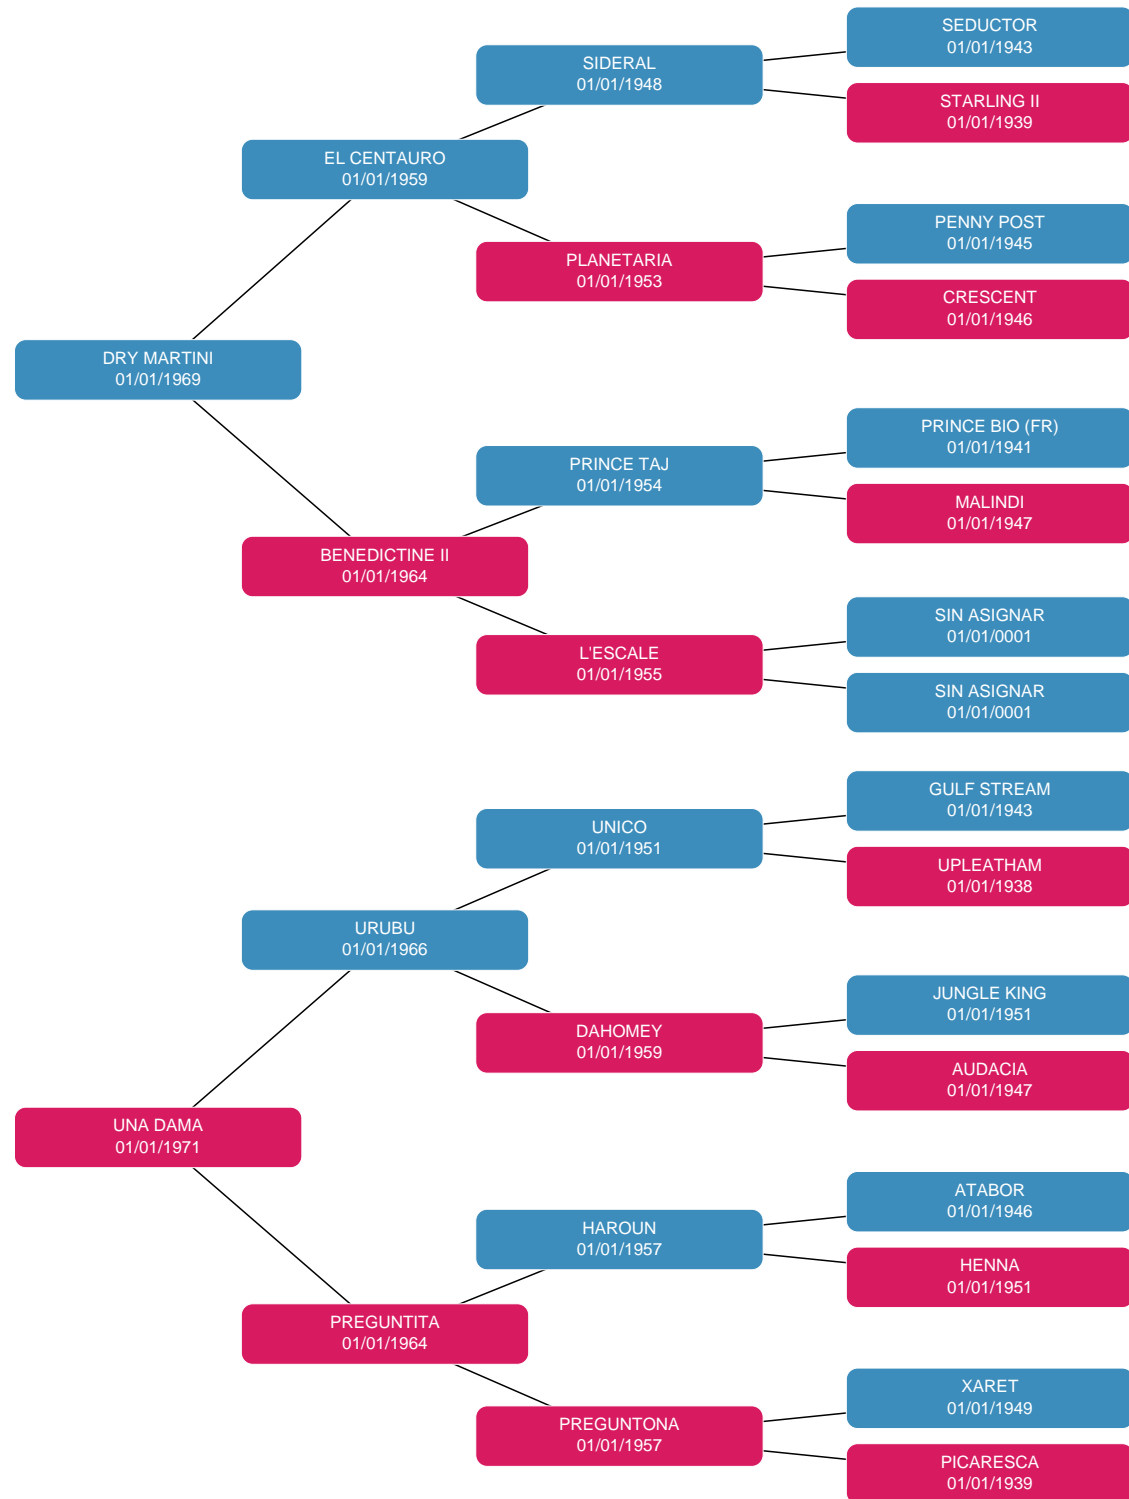 SEDUCTOR
01/01/1943
SIDERAL
01/01/1948
STARLING II
01/01/1939
EL CENTAURO
01/01/1959
PENNY POST
01/01/1945
PLANETARIA
01/01/1953
CRESCENT
01/01/1946
DRY MARTINI
01/01/1969
PRINCE BIO (FR)
01/01/1941
PRINCE TAJ
01/01/1954
MALINDI
01/01/1947
BENEDICTINE II
01/01/1964
SIN ASIGNAR
01/01/0001
L'ESCALE
01/01/1955
SIN ASIGNAR
01/01/0001
GULF STREAM
01/01/1943
UNICO
01/01/1951
UPLEATHAM
01/01/1938
URUBU
01/01/1966
JUNGLE KING
01/01/1951
DAHOMEY
01/01/1959
AUDACIA
01/01/1947
UNA DAMA
01/01/1971
ATABOR
01/01/1946
HAROUN
01/01/1957
HENNA
01/01/1951
PREGUNTITA
01/01/1964
XARET
01/01/1949
PREGUNTONA
01/01/1957
PICARESCA
01/01/1939